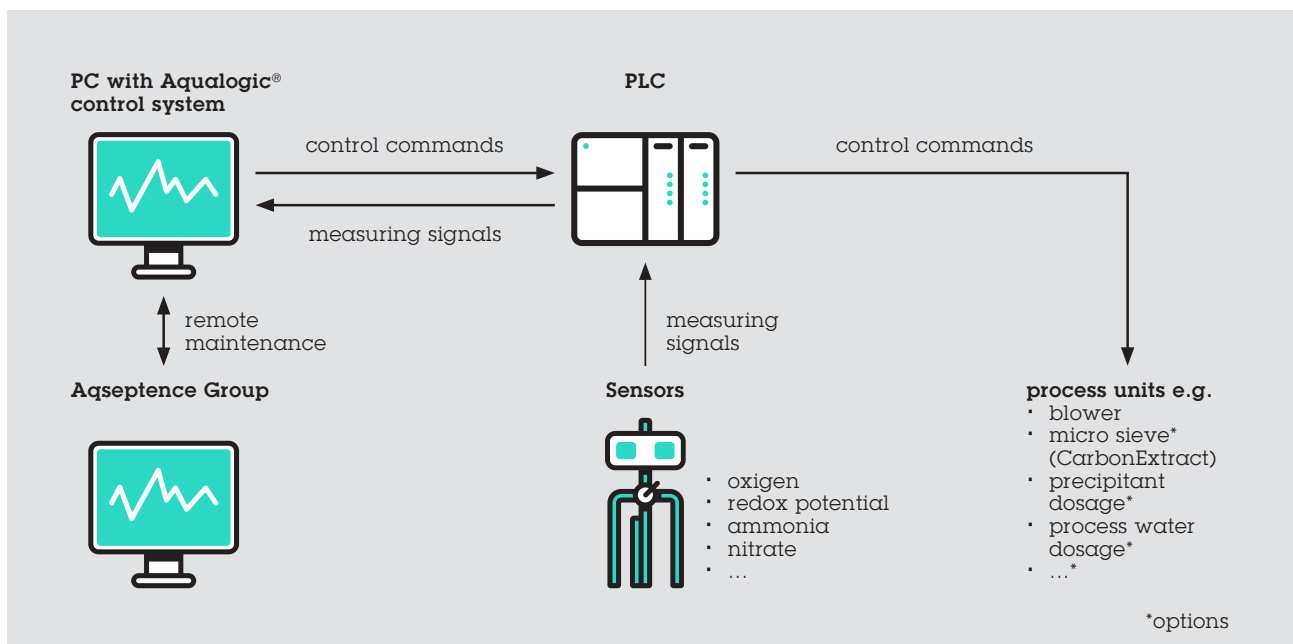 PC with Aqualogic®
control system
PLC
control commands
control commands
measuring signals
remote
maintenance
measuring
signals
Aqseptence Group
Sensors
· oxigen
· redox potential
· ammonia
· nitrate
· ...
process units e.g.
· blower
· micro sieve*
(CarbonExtract)
· precipitant
dosage*
· process water
dosage*
· ...*
*options